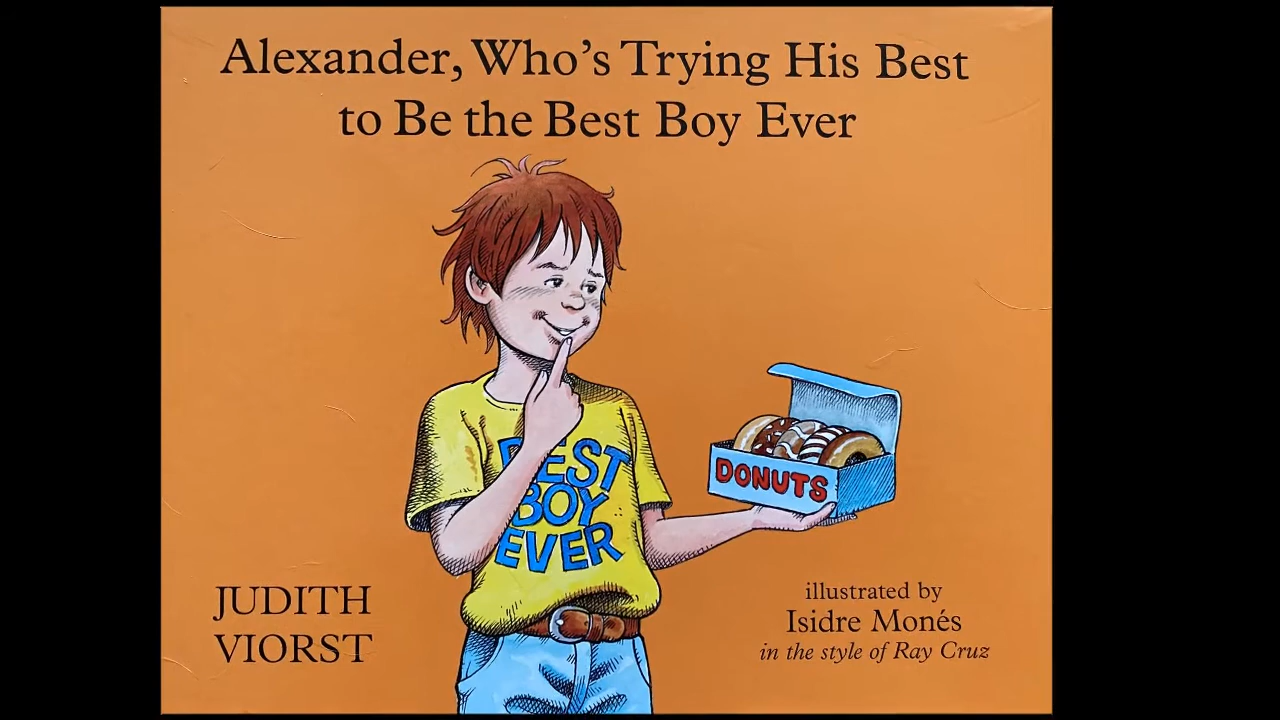 Alexander, Who's Trying His Best
to Be the Best Boy Ever
DONUTS
BEST
BOY
EVER
JUDITH
VIORST
illustrated by
Isidre Monés
in the style of Ray Cruz